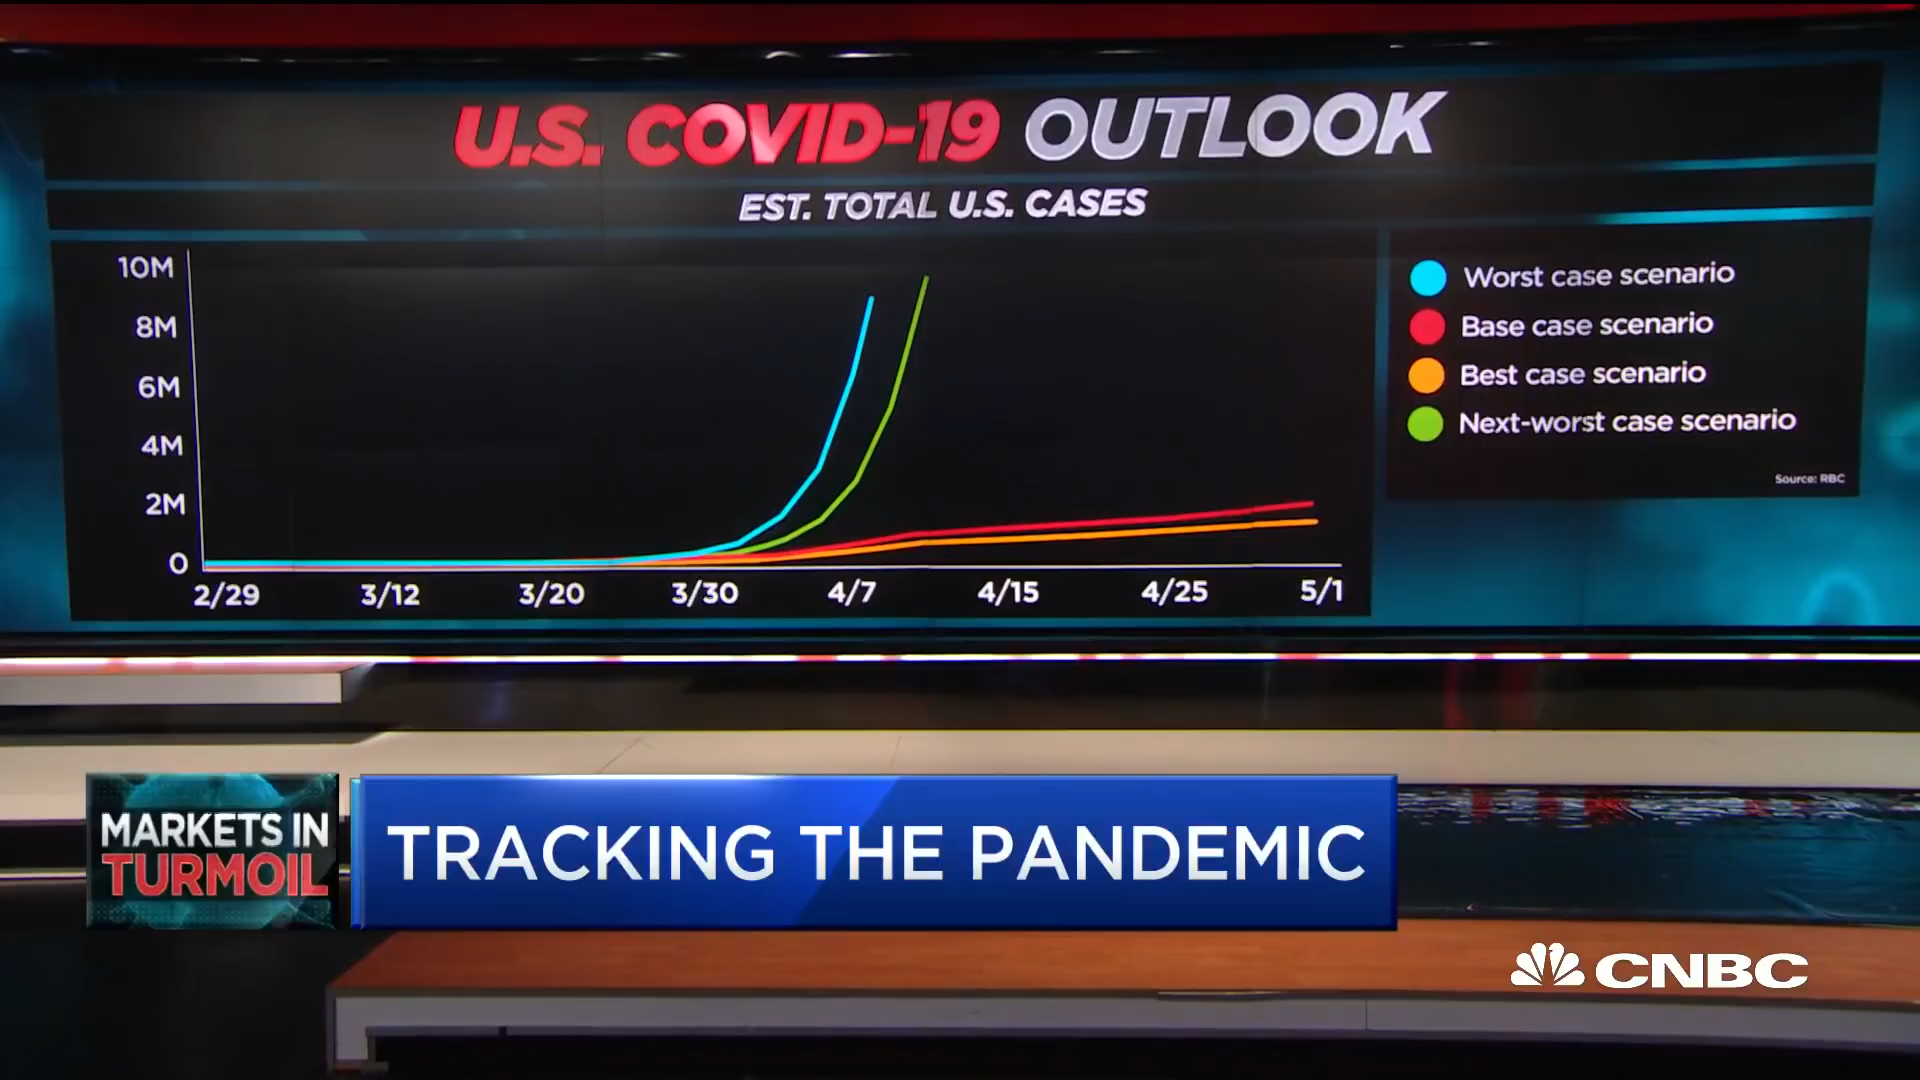 U.S. COVID-19 OUTLOOK
EST. TOTAL U.S. CASES
10M
8M
6M
4M
2M
0
2/29 3/12 3/20 3/30 4/7 4/15 4/25 5/1
Worst case scenario
Base case scenario
Best case scenario
Next-worst case scenario
Source: RBC
MARKETS IN
TURMOIL
TRACKING THE PANDEMIC
CNBC